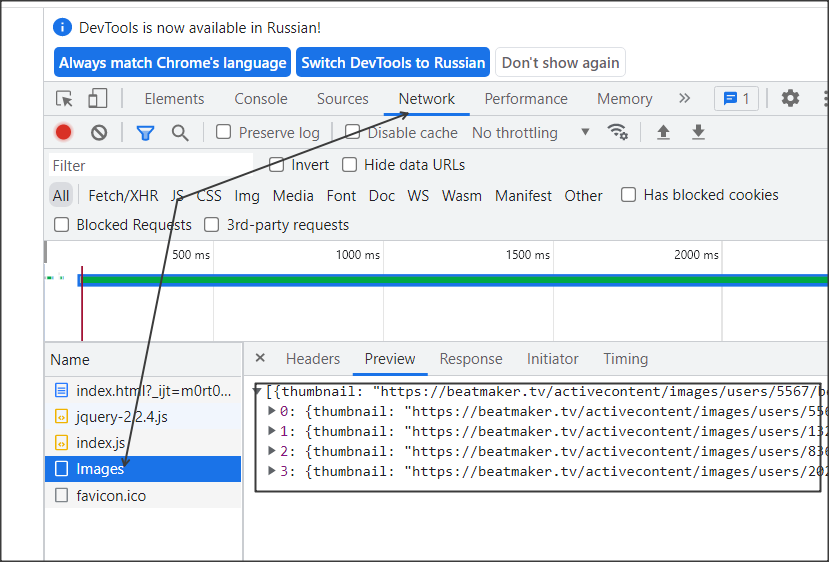 DevTools is now available in Russian!
Always match Chrome's language Switch DevTools to Russian Don't show again
Elements Console Sources Network Performance Memory 1
Preserve log Disable cache No throttling
Filter Invert Hide data URLs
All Fetch/XHR JS CSS Img Media Font Doc WS Wasm Manifest Other Has blocked cookies
Blocked Requests 3rd-party requests
500 ms 1000 ms 1500 ms 2000 ms
Name Headers Preview Response Initiator Timing
index.html?_ijt=m0rt0... [{thumbnail: "https://beatmaker.tv/activecontent/images/users/5567/be
jquery-2.2.4.js 0: {thumbnail: "https://beatmaker.tv/activecontent/images/users/556
index.js 1: {thumbnail: "https://beatmaker.tv/activecontent/images/users/132
Images 2: {thumbnail: "https://beatmaker.tv/activecontent/images/users/836
favicon.ico 3: {thumbnail: "https://beatmaker.tv/activecontent/images/users/202